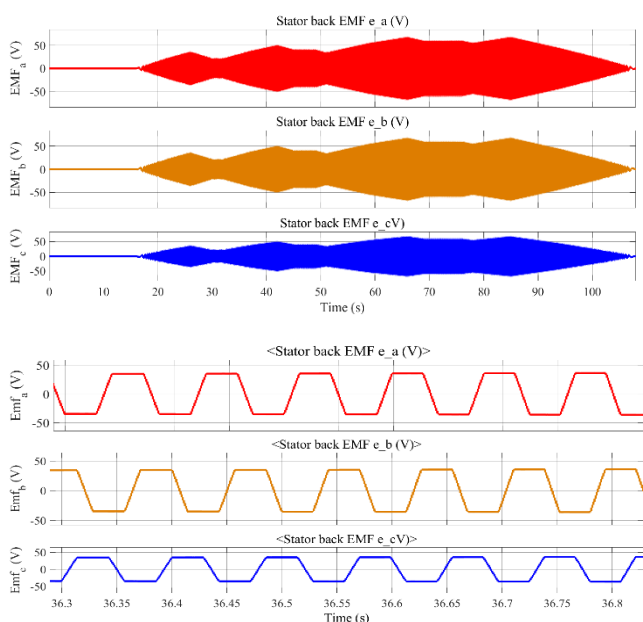 Stator back EMF e_a (V)
EMF_a (V)
50
0
-50
Stator back EMF e_b (V)
EMF_b (V)
50
0
-50
Stator back EMF e_cV)
EMF_c (V)
50
0
-50
0 10 20 30 40 50 60 70 80 90 100
Time (s)
<Stator back EMF e_a (V)>
Emf_a (V)
50
0
-50
<Stator back EMF e_b (V)>
Emf_b (V)
50
0
-50
<Stator back EMF e_cV)>
Emf_c (V)
50
0
-50
36.3 36.35 36.4 36.45 36.5 36.55 36.6 36.65 36.7 36.75 36.8
Time (s)